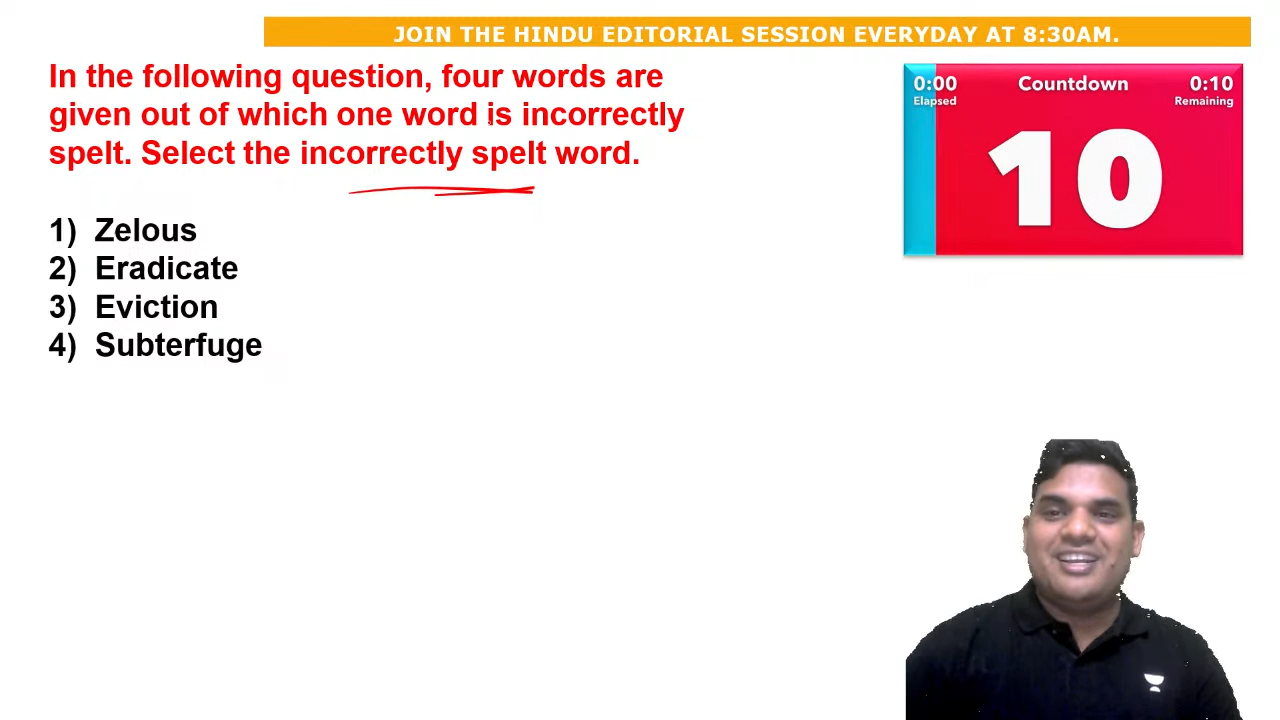 JOIN THE HINDU EDITORIAL SESSION EVERYDAY AT 8:30AM.
In the following question, four words are
given out of which one word is incorrectly
spelt. Select the incorrectly spelt word.
0:00 Countdown 0:10
Elapsed Remaining
10
1) Zelous
2) Eradicate
3) Eviction
4) Subterfuge